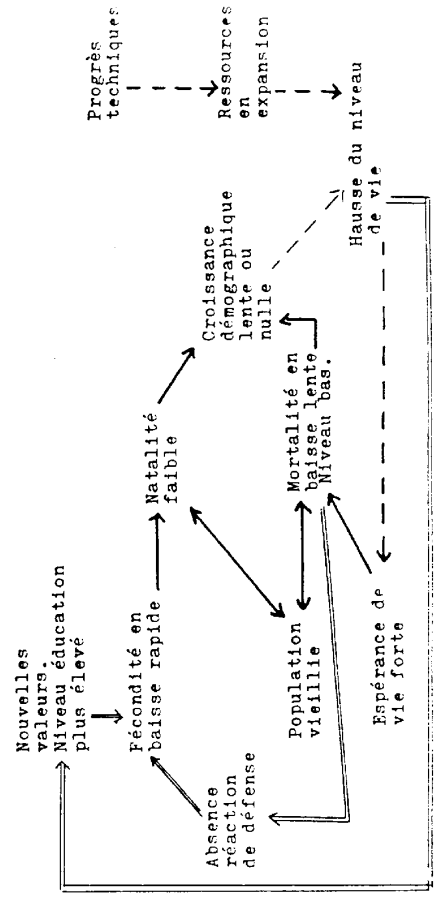 Nouvelles
valeurs.
Niveau éducation
plus élevé
Fécondité en
baisse rapide
Natalité
faible
Croissance
démographique
lente ou
nulle
Progrès
techniques
Ressources
en
expansion
Hausse du niveau
de vie
Absence
réaction
de défense
Population
vieillie
Mortalité en
baisse lente
Niveau bas.
Espérance de
vie forte